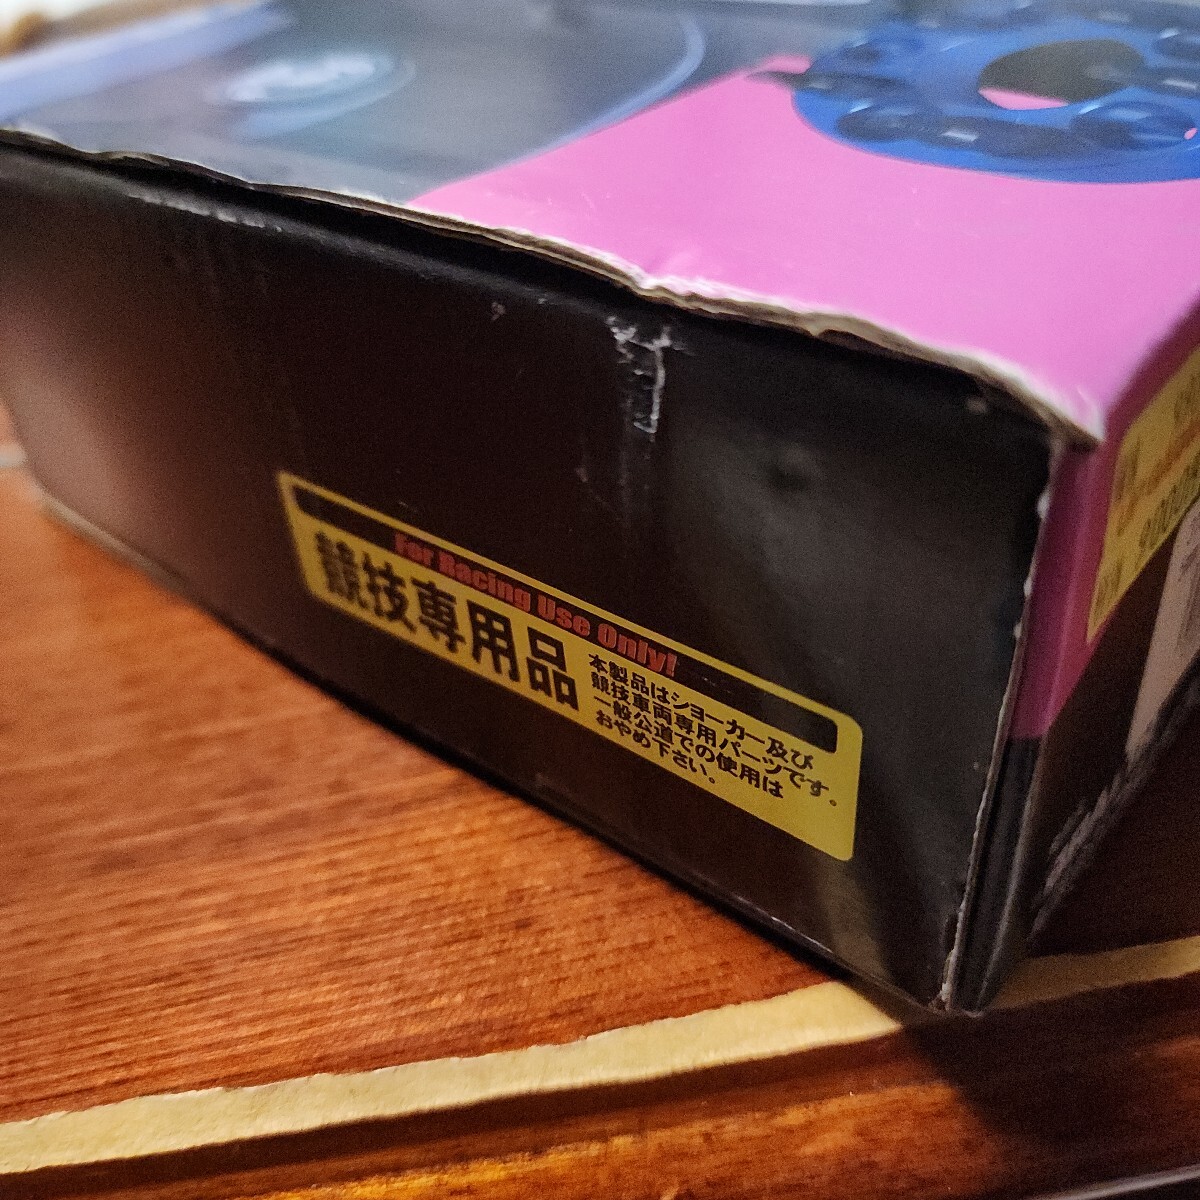 For Racing Use Only!
競技専用品
本製品はショーカー及び
競技車両専用パーツです。
一般公道での使用は
おやめ下さい。